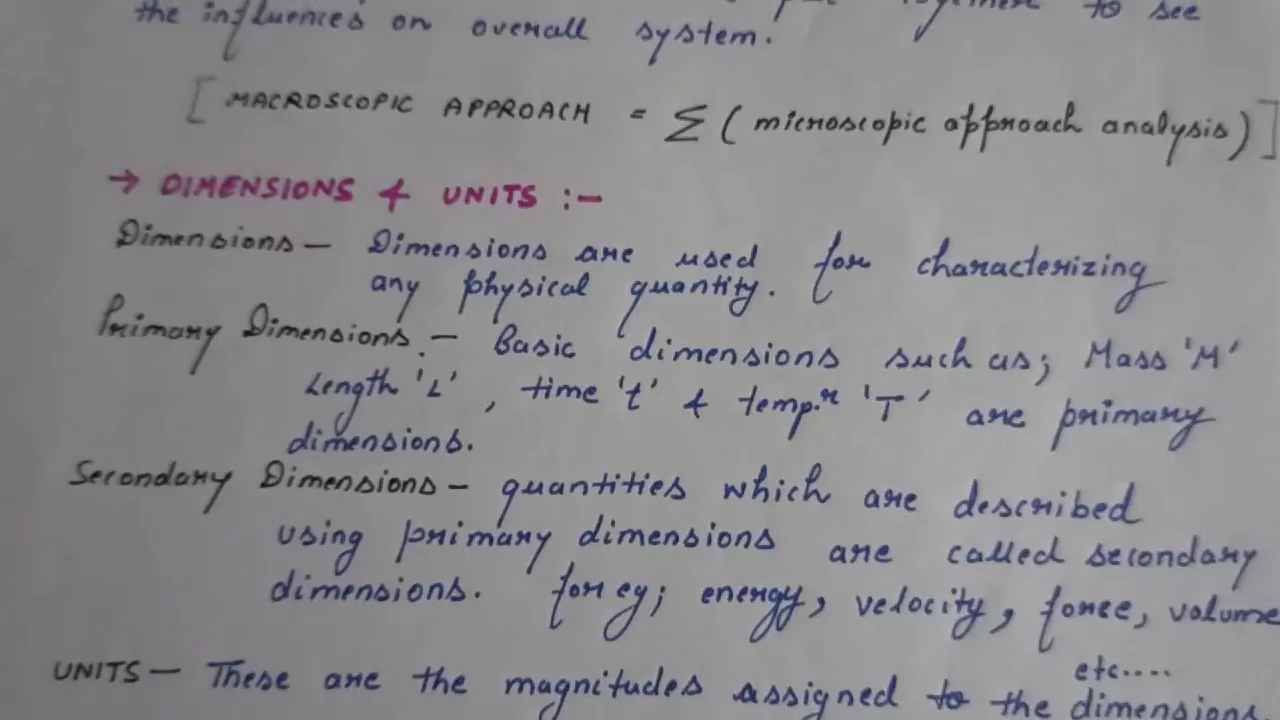 the influences on overall system. to see
[ MACROSCOPIC APPROACH = Σ ( microscopic approach analysis) ]
→ DIMENSIONS & UNITS :-
Dimensions - Dimensions are used for characterizing
any physical quantity.
Primary Dimensions - Basic dimensions such as; Mass 'M'
Length 'L', time 't' & temp.r 'T' are primary
dimensions.
Secondary Dimensions - quantities which are described
using primary dimensions are called secondary
dimensions. for eg; energy, velocity, force, volume
etc....
UNITS - These are the magnitudes assigned to the dimensions.